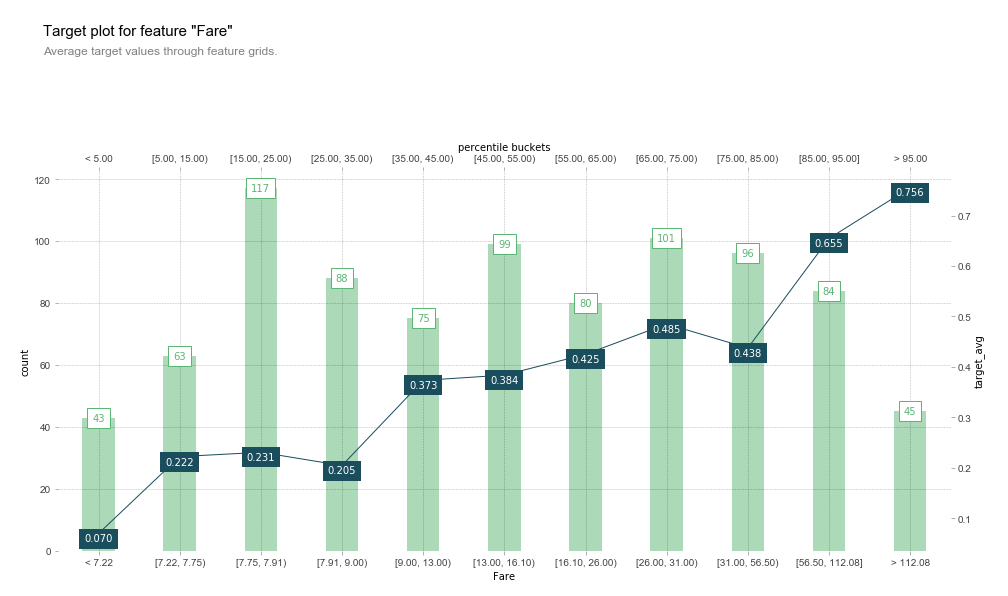 Target plot for feature "Fare"
Average target values through feature grids.
percentile buckets
< 5.00 [5.00, 15.00) [15.00, 25.00) [25.00, 35.00) [35.00, 45.00) [45.00, 55.00) [55.00, 65.00) [65.00, 75.00) [75.00, 85.00) [85.00, 95.00] > 95.00
120
100
80
60
40
20
0
count
0.7
0.6
0.5
0.4
0.3
0.2
0.1
target_avg
43 63 117 88 75 99 80 101 96 84 45
0.070 0.222 0.231 0.205 0.373 0.384 0.425 0.485 0.438 0.655 0.756
< 7.22 [7.22, 7.75) [7.75, 7.91) [7.91, 9.00) [9.00, 13.00) [13.00, 16.10) [16.10, 26.00) [26.00, 31.00) [31.00, 56.50) [56.50, 112.08] > 112.08
Fare